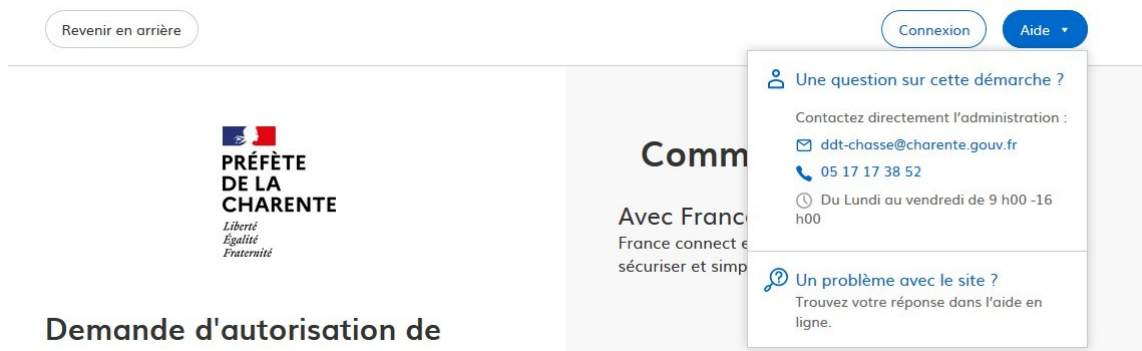 Revenir en arrière
Connexion
Aide
Une question sur cette démarche ?
Contactez directement l'administration :
ddt-chasse@charente.gouv.fr
05 17 17 38 52
Du Lundi au vendredi de 9 h00 -16
h00
Un problème avec le site ?
Trouvez votre réponse dans l'aide en
ligne.
PRÉFÈTE
DE LA
CHARENTE
Liberté
Égalité
Fraternité
Demande d'autorisation de
Comm
Avec Franc
France connect e
sécuriser et simp